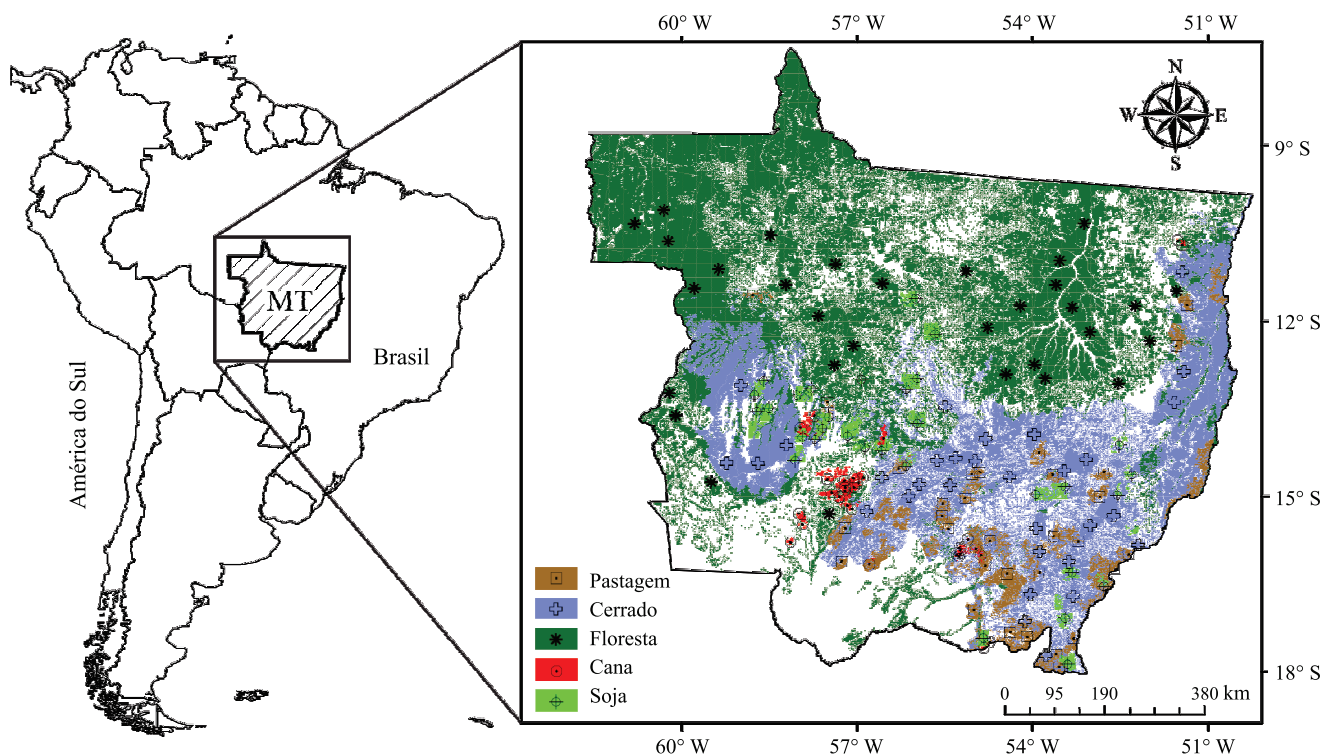 60° W 57° W 54° W 51° W
N
W E
S
9° S
12° S
15° S
18° S
MT
Brasil
América do Sul
Pastagem
Cerrado
Floresta
Cana
Soja
0 95 190 380 km
60° W 57° W 54° W 51° W